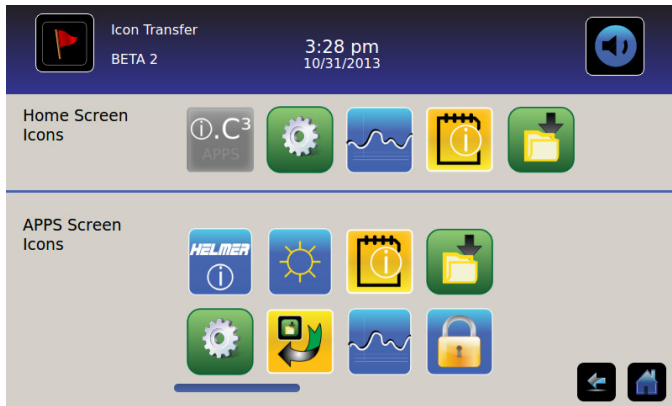 Icon Transfer
BETA 2
3:28 pm
10/31/2013
Home Screen
Icons
ⓘ.C³
APPS
APPS Screen
Icons
HELMER